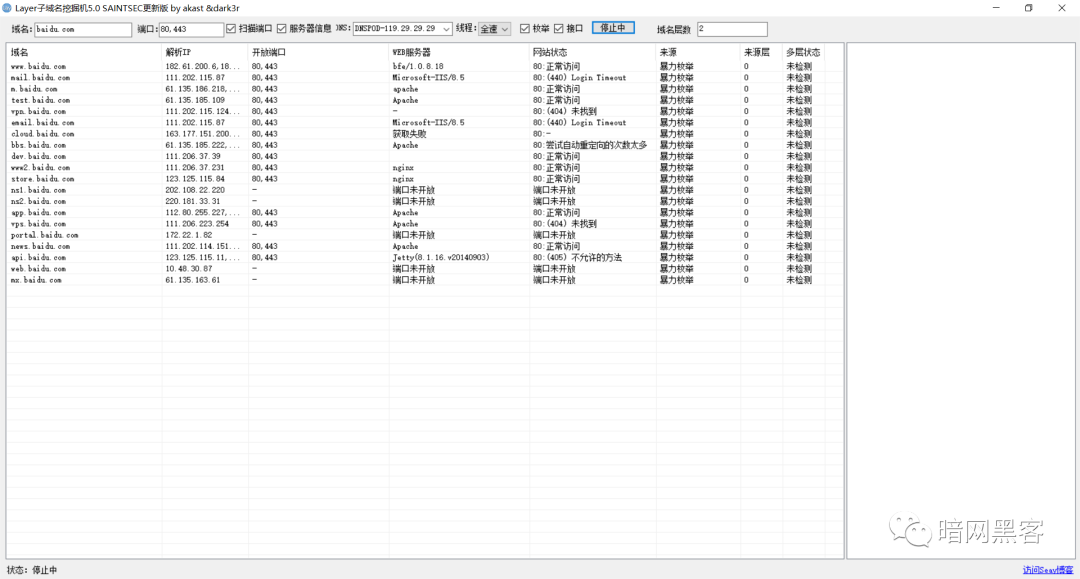 Layer子域名挖掘机5.0 SAINTSEC更新版 by akast &dark3r
域名: baidu.com 端口: 80,443 扫描端口 服务器信息 DNS: DNSPOD-119.29.29.29 线程: 全速 枚举 接口 停止中 域名层数 2
域名 解析IP 开放端口 WEB服务器 网站状态 来源 来源层 多层状态
www.baidu.com 182.61.200.6,18... 80,443 bfe/1.0.8.18 80:正常访问 暴力枚举 0 未检测
mail.baidu.com 111.202.115.87 80,443 Microsoft-IIS/8.5 80:(440) Login Timeout 暴力枚举 0 未检测
m.baidu.com 61.135.186.218,... 80,443 apache 80:正常访问 暴力枚举 0 未检测
test.baidu.com 61.135.185.109 80,443 Apache 80:正常访问 暴力枚举 0 未检测
vpn.baidu.com 111.202.115.124... 80,443 - 80:(404) 未找到 暴力枚举 0 未检测
email.baidu.com 111.202.115.87 80,443 Microsoft-IIS/8.5 80:(440) Login Timeout 暴力枚举 0 未检测
cloud.baidu.com 163.177.151.200... 80,443 获取失败 80:- 暴力枚举 0 未检测
bbs.baidu.com 61.135.185.222,... 80,443 Apache 80:尝试自动重定向的次数太多 暴力枚举 0 未检测
dev.baidu.com 111.206.37.39 80,443 80:正常访问 暴力枚举 0 未检测
www2.baidu.com 111.206.37.231 80,443 nginx 80:正常访问 暴力枚举 0 未检测
store.baidu.com 123.125.115.84 80,443 nginx 80:正常访问 暴力枚举 0 未检测
ns1.baidu.com 202.108.22.220 - 端口未开放 端口未开放 暴力枚举 0 未检测
ns2.baidu.com 220.181.33.31 - 端口未开放 端口未开放 暴力枚举 0 未检测
app.baidu.com 112.80.255.227,... 80,443 Apache 80:正常访问 暴力枚举 0 未检测
vps.baidu.com 111.206.223.254 80,443 Apache 80:(404) 未找到 暴力枚举 0 未检测
portal.baidu.com 172.22.1.82 - 端口未开放 端口未开放 暴力枚举 0 未检测
news.baidu.com 111.202.114.151... 80,443 Apache 80:正常访问 暴力枚举 0 未检测
api.baidu.com 123.125.115.11,... 80,443 Jetty(8.1.16.v20140903) 80:(405) 不允许的方法 暴力枚举 0 未检测
web.baidu.com 10.48.30.87 - 端口未开放 端口未开放 暴力枚举 0 未检测
mx.baidu.com 61.135.163.61 - 端口未开放 端口未开放 暴力枚举 0 未检测
暗网黑客
状态: 停止中 访问Seay博客